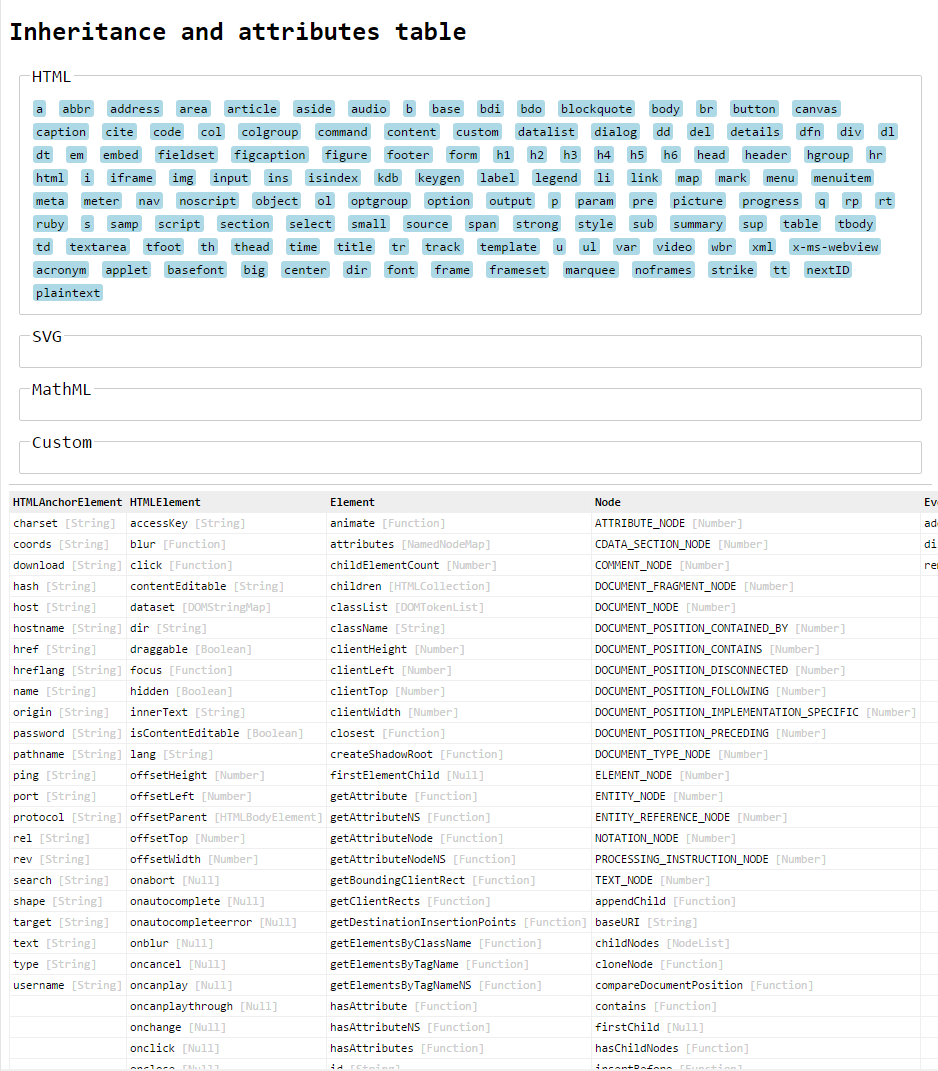 Inheritance and attributes table
HTML
a abbr address area article aside audio b base bdi bdo blockquote body br button canvas
caption cite code col colgroup command content custom datalist dialog dd del details dfn div dl
dt em embed fieldset figcaption figure footer form h1 h2 h3 h4 h5 h6 head header hgroup hr
html i iframe img input ins isindex kdb keygen label legend li link map mark menu menuitem
meta meter nav noscript object ol optgroup option output p param pre picture progress q rp rt
ruby s samp script section select small source span strong style sub summary sup table tbody
td textarea tfoot th thead time title tr track template u ul var video wbr xml x-ms-webview
acronym applet basefont big center dir font frame frameset marquee noframes strike tt nextID
plaintext
SVG
MathML
Custom
HTMLAnchorElement HTMLElement Element Node Ev
charset [String] accessKey [String] animate [Function] ATTRIBUTE_NODE [Number] ad
coords [String] blur [Function] attributes [NamedNodeMap] CDATA_SECTION_NODE [Number] di
download [String] click [Function] childElementCount [Number] COMMENT_NODE [Number] re
hash [String] contentEditable [String] children [HTMLCollection] DOCUMENT_FRAGMENT_NODE [Number]
host [String] dataset [DOMStringMap] classList [DOMTokenList] DOCUMENT_NODE [Number]
hostname [String] dir [String] className [String] DOCUMENT_POSITION_CONTAINED_BY [Number]
href [String] draggable [Boolean] clientHeight [Number] DOCUMENT_POSITION_CONTAINS [Number]
hreflang [String] focus [Function] clientLeft [Number] DOCUMENT_POSITION_DISCONNECTED [Number]
name [String] hidden [Boolean] clientTop [Number] DOCUMENT_POSITION_FOLLOWING [Number]
origin [String] innerText [String] clientWidth [Number] DOCUMENT_POSITION_IMPLEMENTATION_SPECIFIC [Number]
password [String] isContentEditable [Boolean] closest [Function] DOCUMENT_POSITION_PRECEDING [Number]
pathname [String] lang [String] createShadowRoot [Function] DOCUMENT_TYPE_NODE [Number]
ping [String] offsetHeight [Number] firstElementChild [Null] ELEMENT_NODE [Number]
port [String] offsetLeft [Number] getAttribute [Function] ENTITY_NODE [Number]
protocol [String] offsetParent [HTMLBodyElement] getAttributeNS [Function] ENTITY_REFERENCE_NODE [Number]
rel [String] offsetTop [Number] getAttributeNode [Function] NOTATION_NODE [Number]
rev [String] offsetWidth [Number] getAttributeNodeNS [Function] PROCESSING_INSTRUCTION_NODE [Number]
search [String] onabort [Null] getBoundingClientRect [Function] TEXT_NODE [Number]
shape [String] onautocomplete [Null] getClientRects [Function] appendChild [Function]
target [String] onautocompleteerror [Null] getDestinationInsertionPoints [Function] baseURI [String]
text [String] onblur [Null] getElementsByClassName [Function] childNodes [NodeList]
type [String] oncancel [Null] getElementsByTagName [Function] cloneNode [Function]
username [String] oncanplay [Null] getElementsByTagNameNS [Function] compareDocumentPosition [Function]
oncanplaythrough [Null] hasAttribute [Function] contains [Function]
onchange [Null] hasAttributeNS [Function] firstChild [Null]
onclick [Null] hasAttributes [Function] hasChildNodes [Function]
onclose [Null] id [String] insertBefore [Function]